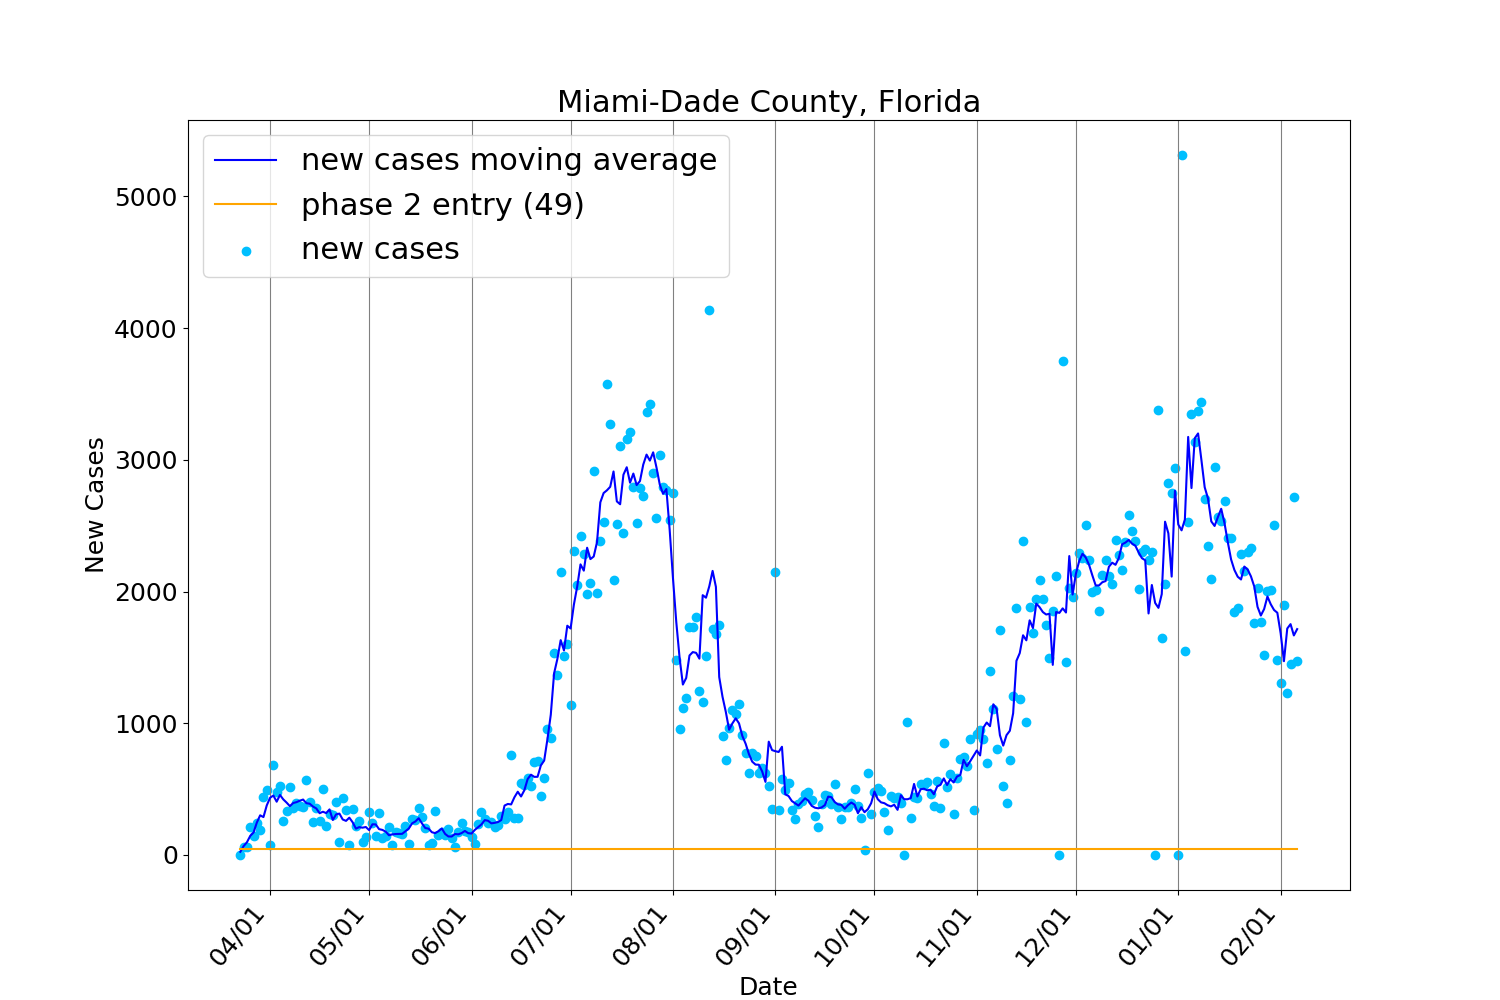 Miami-Dade County, Florida
new cases moving average
phase 2 entry (49)
new cases
New Cases
5000
4000
3000
2000
1000
0
04/01
05/01
06/01
07/01
08/01
09/01
10/01
11/01
12/01
01/01
02/01
Date